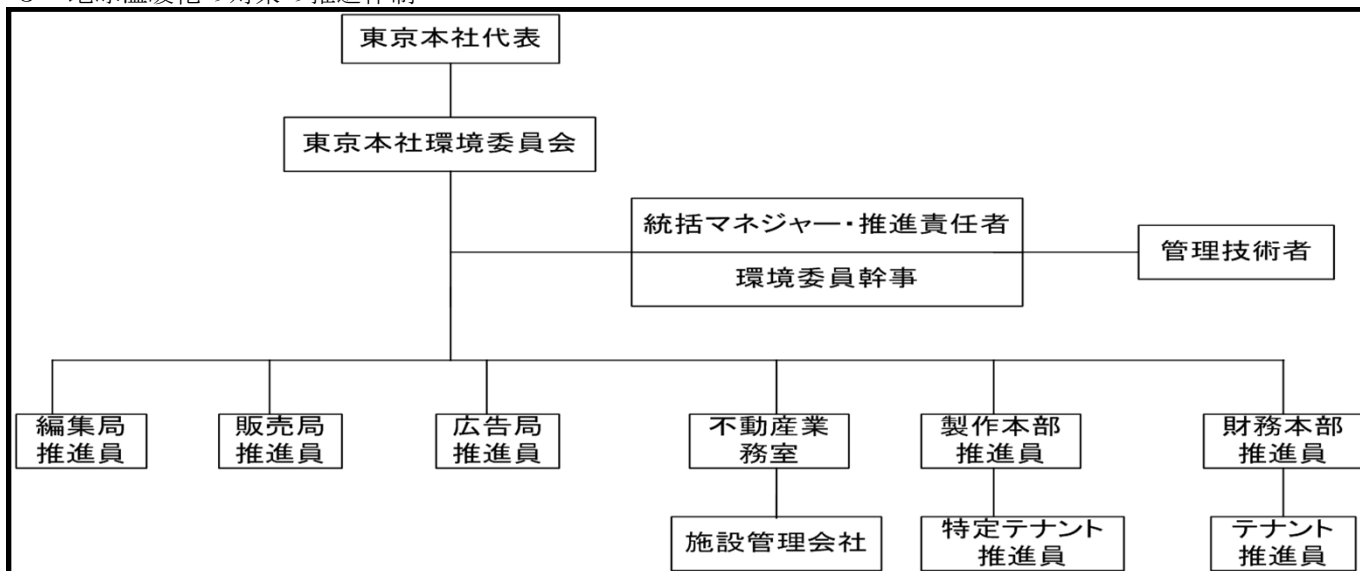 東京本社代表
東京本社環境委員会
統括マネジャー・推進責任者
環境委員幹事
管理技術者
編集局
推進員
販売局
推進員
広告局
推進員
不動産業
務室
製作本部
推進員
財務本部
推進員
施設管理会社
特定テナント
推進員
テナント
推進員